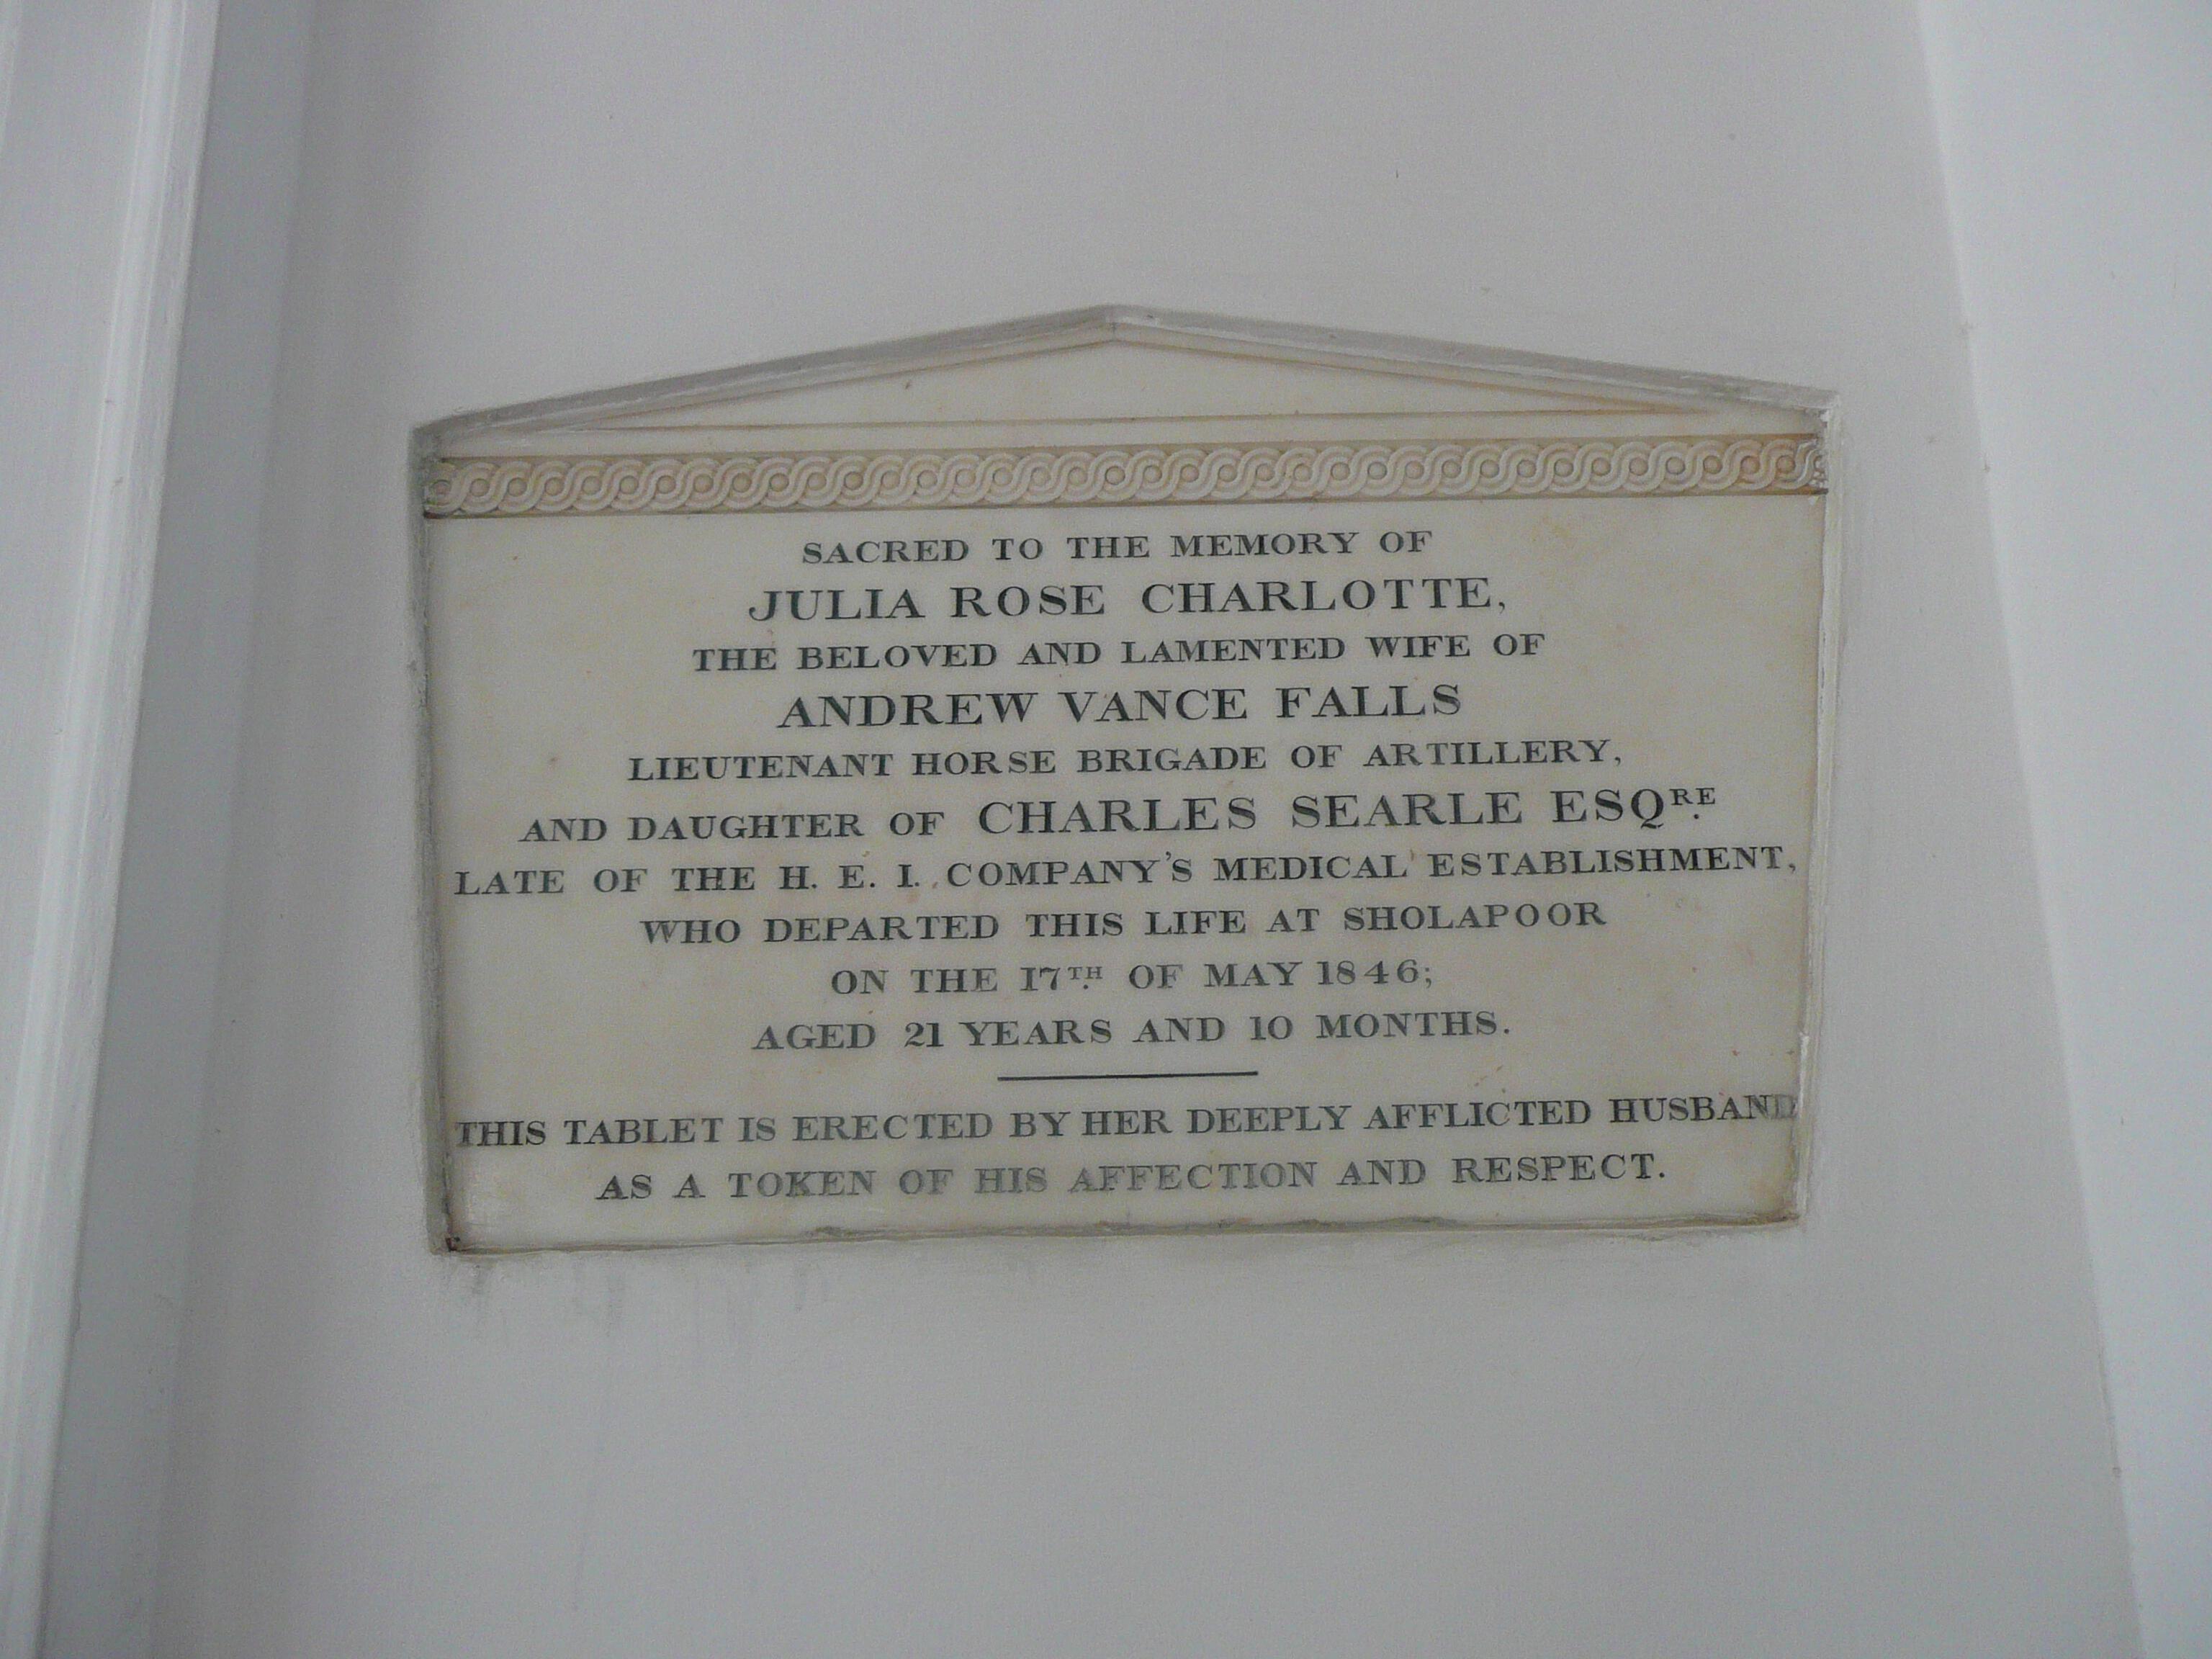 SACRED TO THE MEMORY OF
JULIA ROSE CHARLOTTE,
THE BELOVED AND LAMENTED WIFE OF
ANDREW VANCE FALLS
LIEUTENANT HORSE BRIGADE OF ARTILLERY,
AND DAUGHTER OF CHARLES SEARLE ESQRE.
LATE OF THE H. E. I. COMPANY'S MEDICAL ESTABLISHMENT,
WHO DEPARTED THIS LIFE AT SHOLAPOOR
ON THE 17TH. OF MAY 1846;
AGED 21 YEARS AND 10 MONTHS.
THIS TABLET IS ERECTED BY HER DEEPLY AFFLICTED HUSBAND
AS A TOKEN OF HIS AFFECTION AND RESPECT.